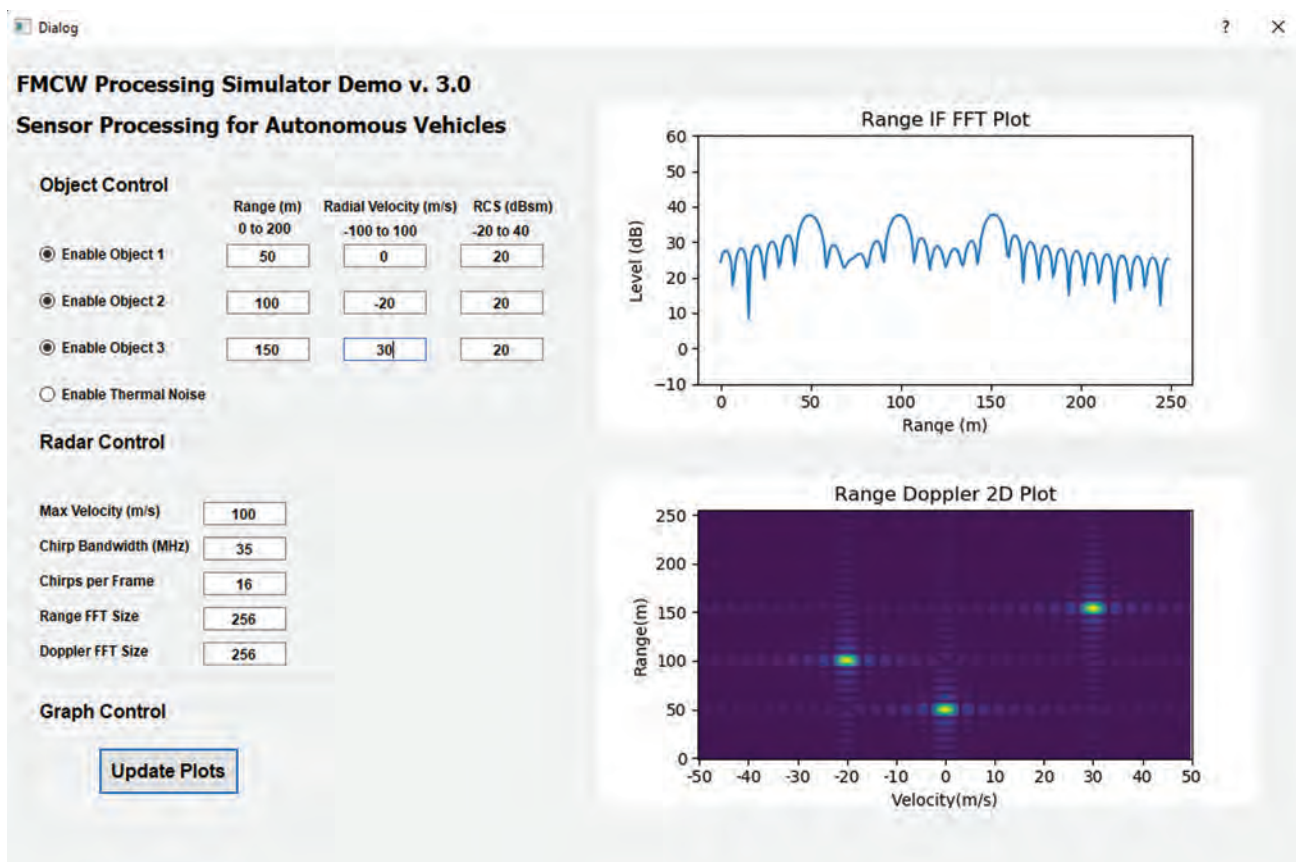 Dialog
? ×
FMCW Processing Simulator Demo v. 3.0
Sensor Processing for Autonomous Vehicles
Object Control
Range (m) Radial Velocity (m/s) RCS (dBsm)
0 to 200 -100 to 100 -20 to 40
Enable Object 1 50 0 20
Enable Object 2 100 -20 20
Enable Object 3 150 30 20
Enable Thermal Noise
Radar Control
Max Velocity (m/s) 100
Chirp Bandwidth (MHz) 35
Chirps per Frame 16
Range FFT Size 256
Doppler FFT Size 256
Graph Control
Update Plots
Range IF FFT Plot
Level (dB)
60
50
40
30
20
10
0
−10
0 50 100 150 200 250
Range (m)
Range Doppler 2D Plot
Range(m)
250
200
150
100
50
0
-50 -40 -30 -20 -10 0 10 20 30 40 50
Velocity(m/s)